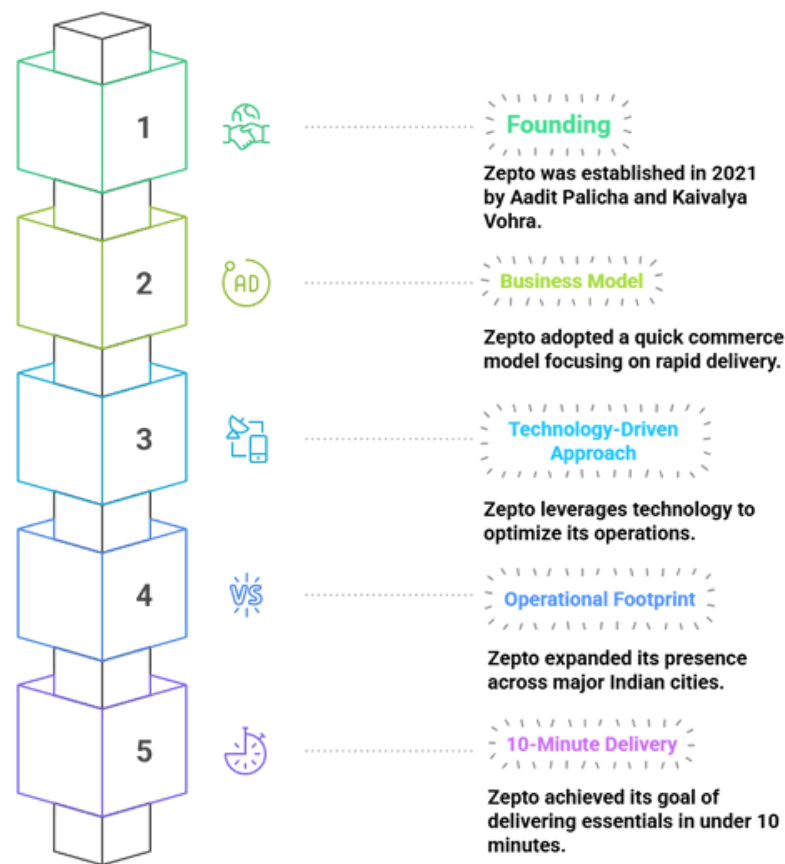 1
Founding
Zepto was established in 2021
by Aadit Palicha and Kaivalya
Vohra.
2
AD
Business Model
Zepto adopted a quick commerce
model focusing on rapid delivery.
3
Technology-Driven
Approach
Zepto leverages technology to
optimize its operations.
4
VS
Operational Footprint
Zepto expanded its presence
across major Indian cities.
5
10-Minute Delivery
Zepto achieved its goal of
delivering essentials in under 10
minutes.